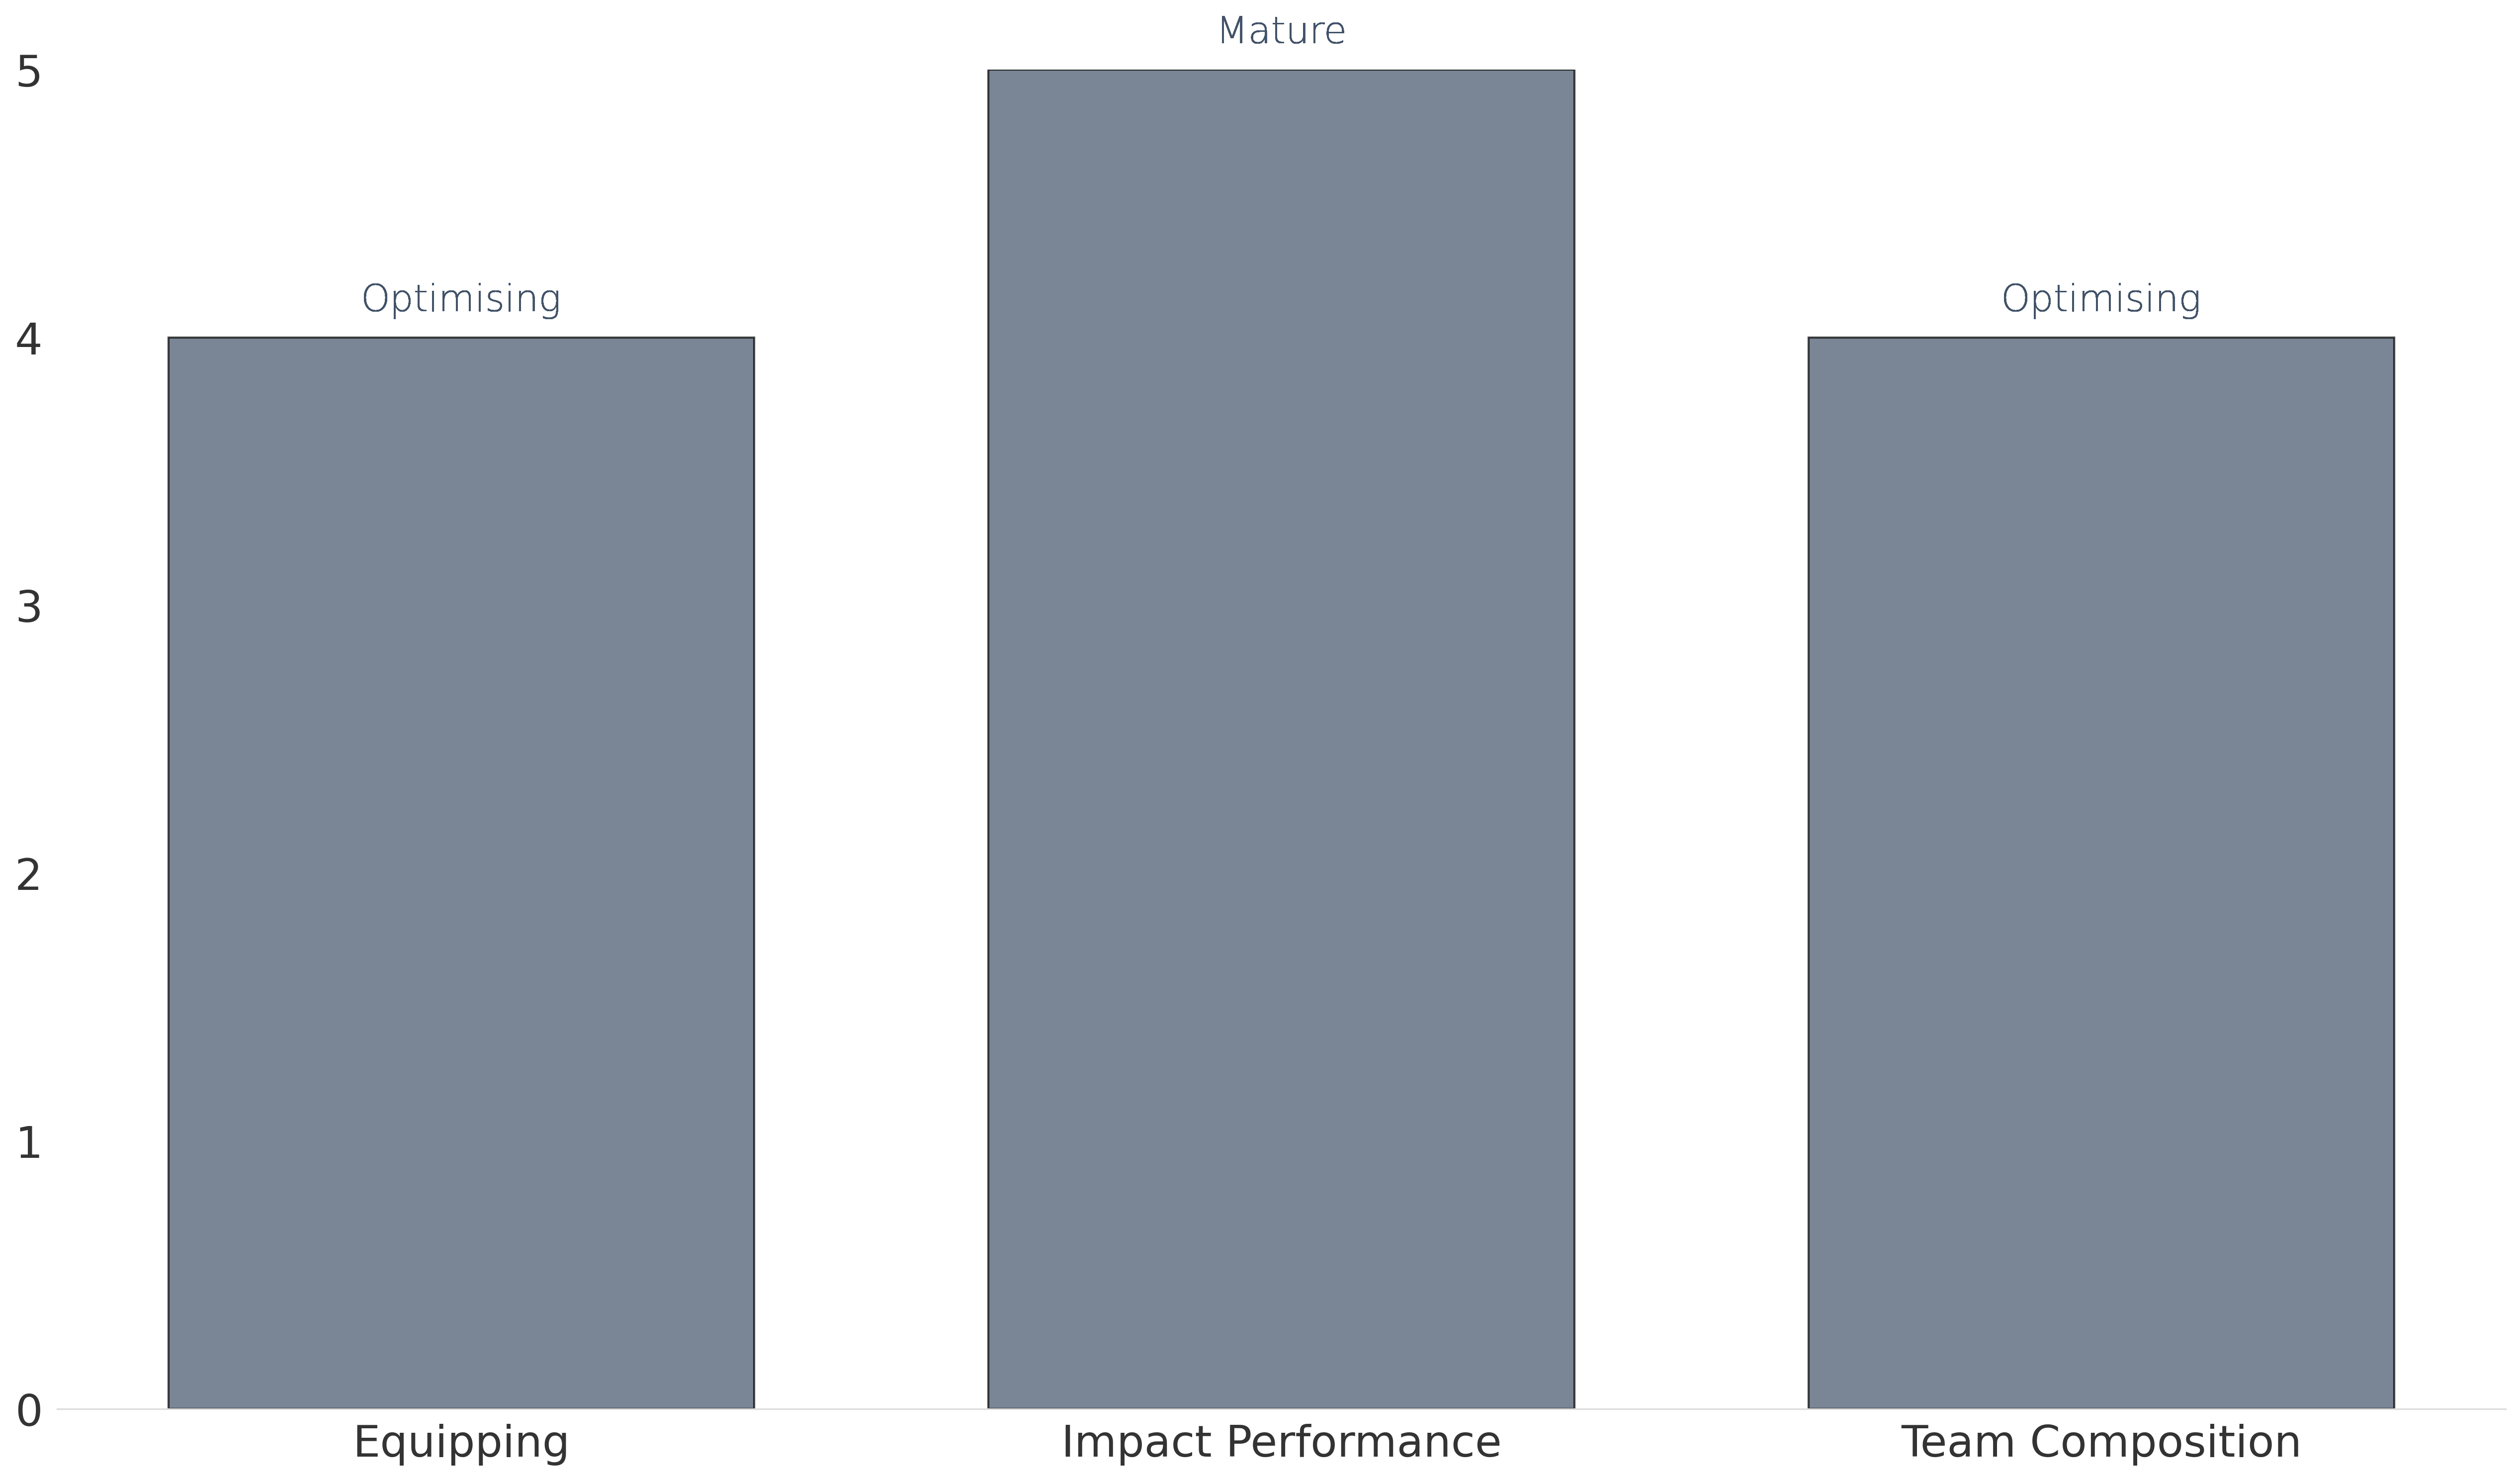 Mature
5
Optimising
Optimising
4
3
2
1
0
Equipping
Impact Performance
Team Composition